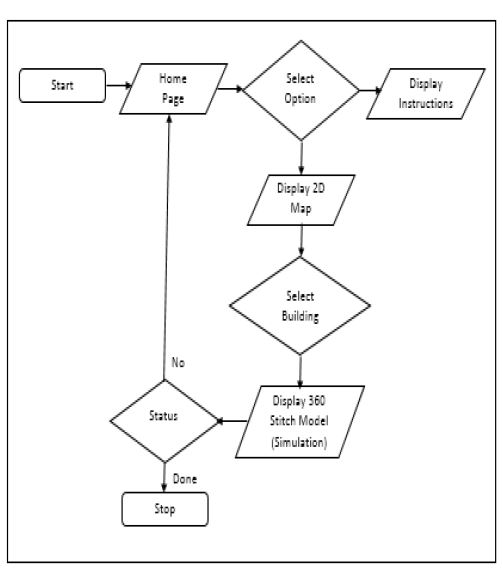 Start
Home
Page
Select
Option
Display
Instructions
Display 2D
Map
Select
Building
Display 360
Stitch Model
(Simulation)
No
Status
Done
Stop